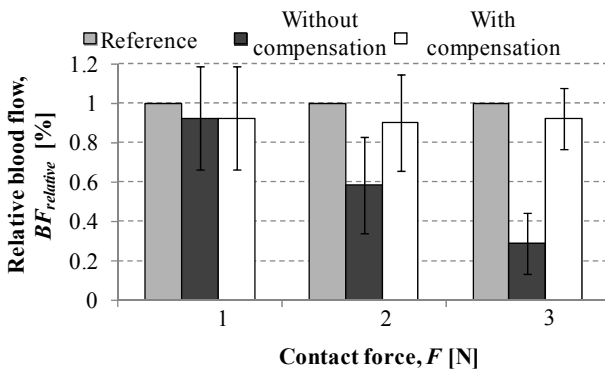 Reference
Without compensation
With compensation
Relative blood flow,
BFrelative [%]
1.2
1
0.8
0.6
0.4
0.2
0
1
2
3
Contact force, F [N]